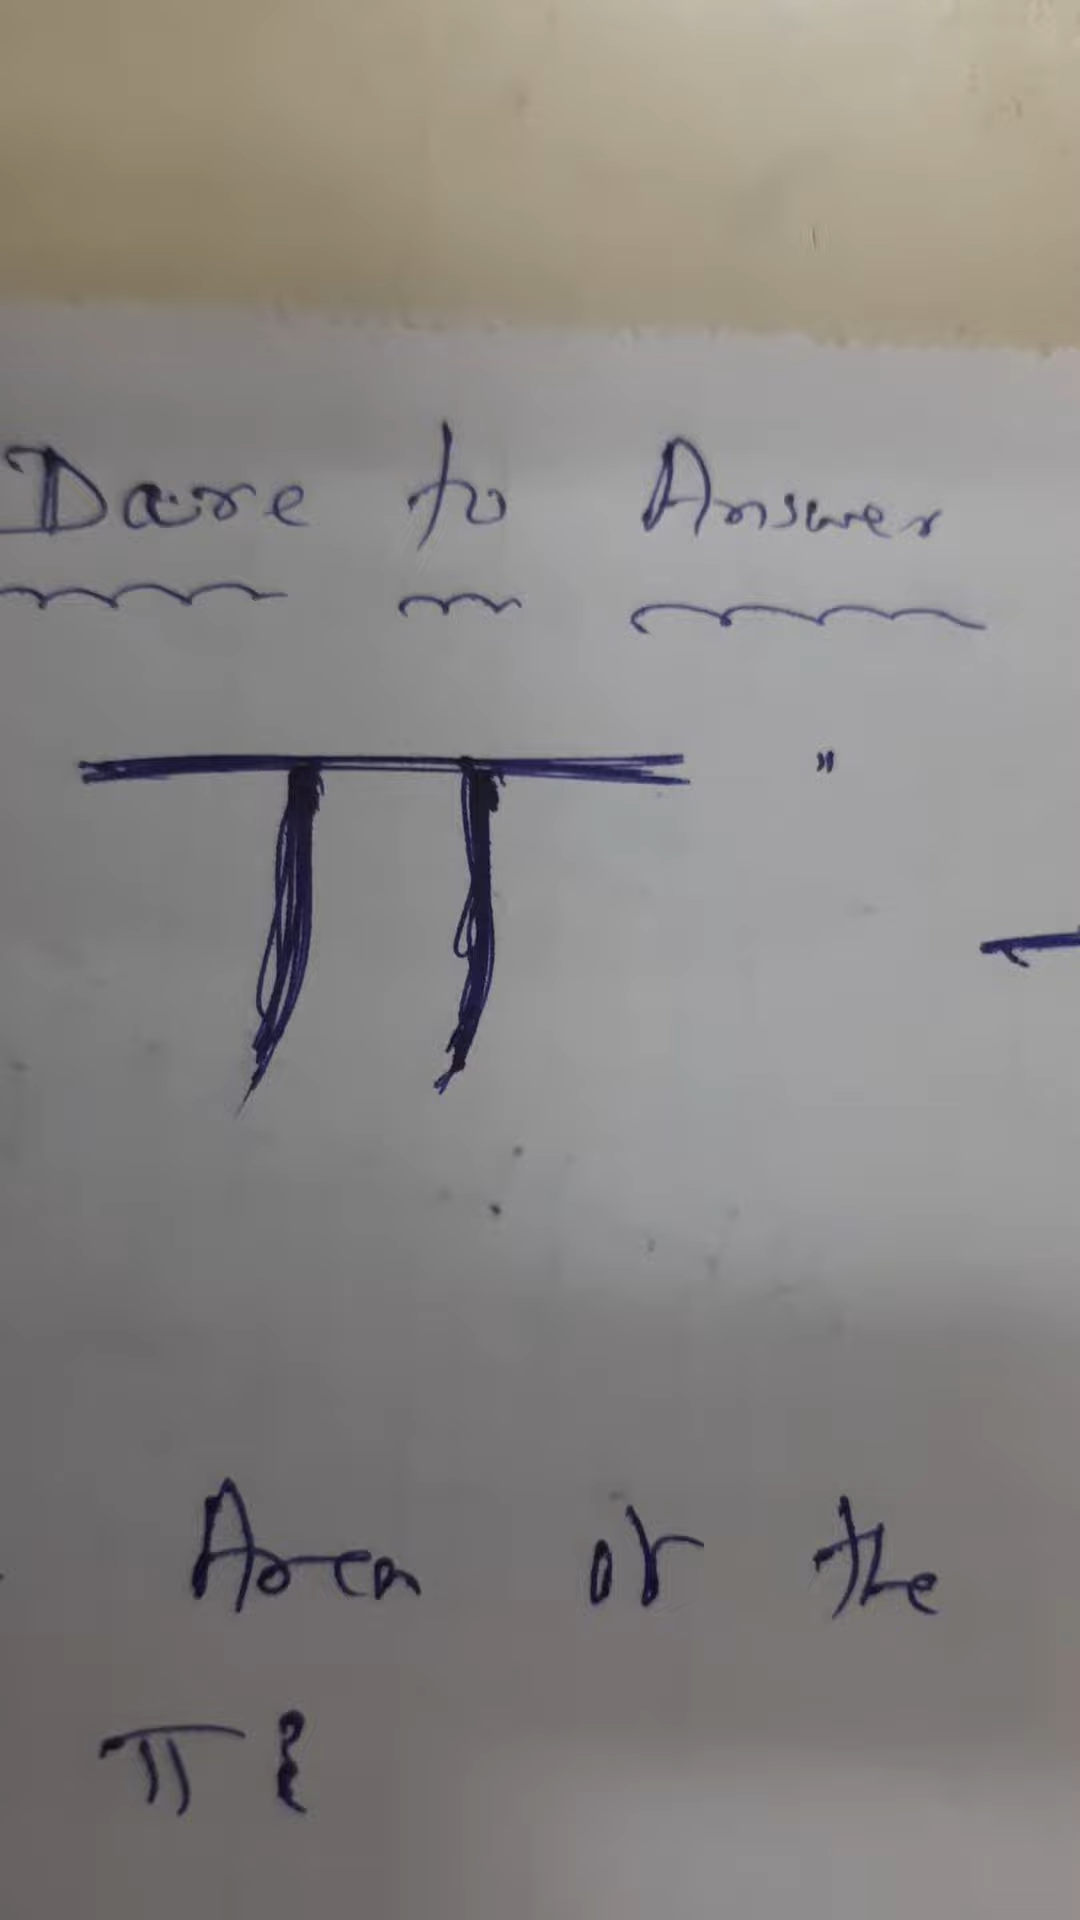 Dare to Answer
π "
Area of the
π {